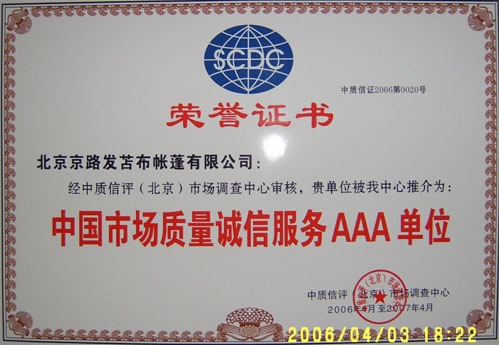 SCDC
中质信证2006第0020号
荣誉证书
北京京路发苫布帐蓬有限公司：
经中质信评（北京）市场调查中心审核，贵单位被我中心推介为：
中国市场质量诚信服务AAA单位
中质信评（北京）市场调查中心
2006年4月至2007年4月
2006/04/03 18:22